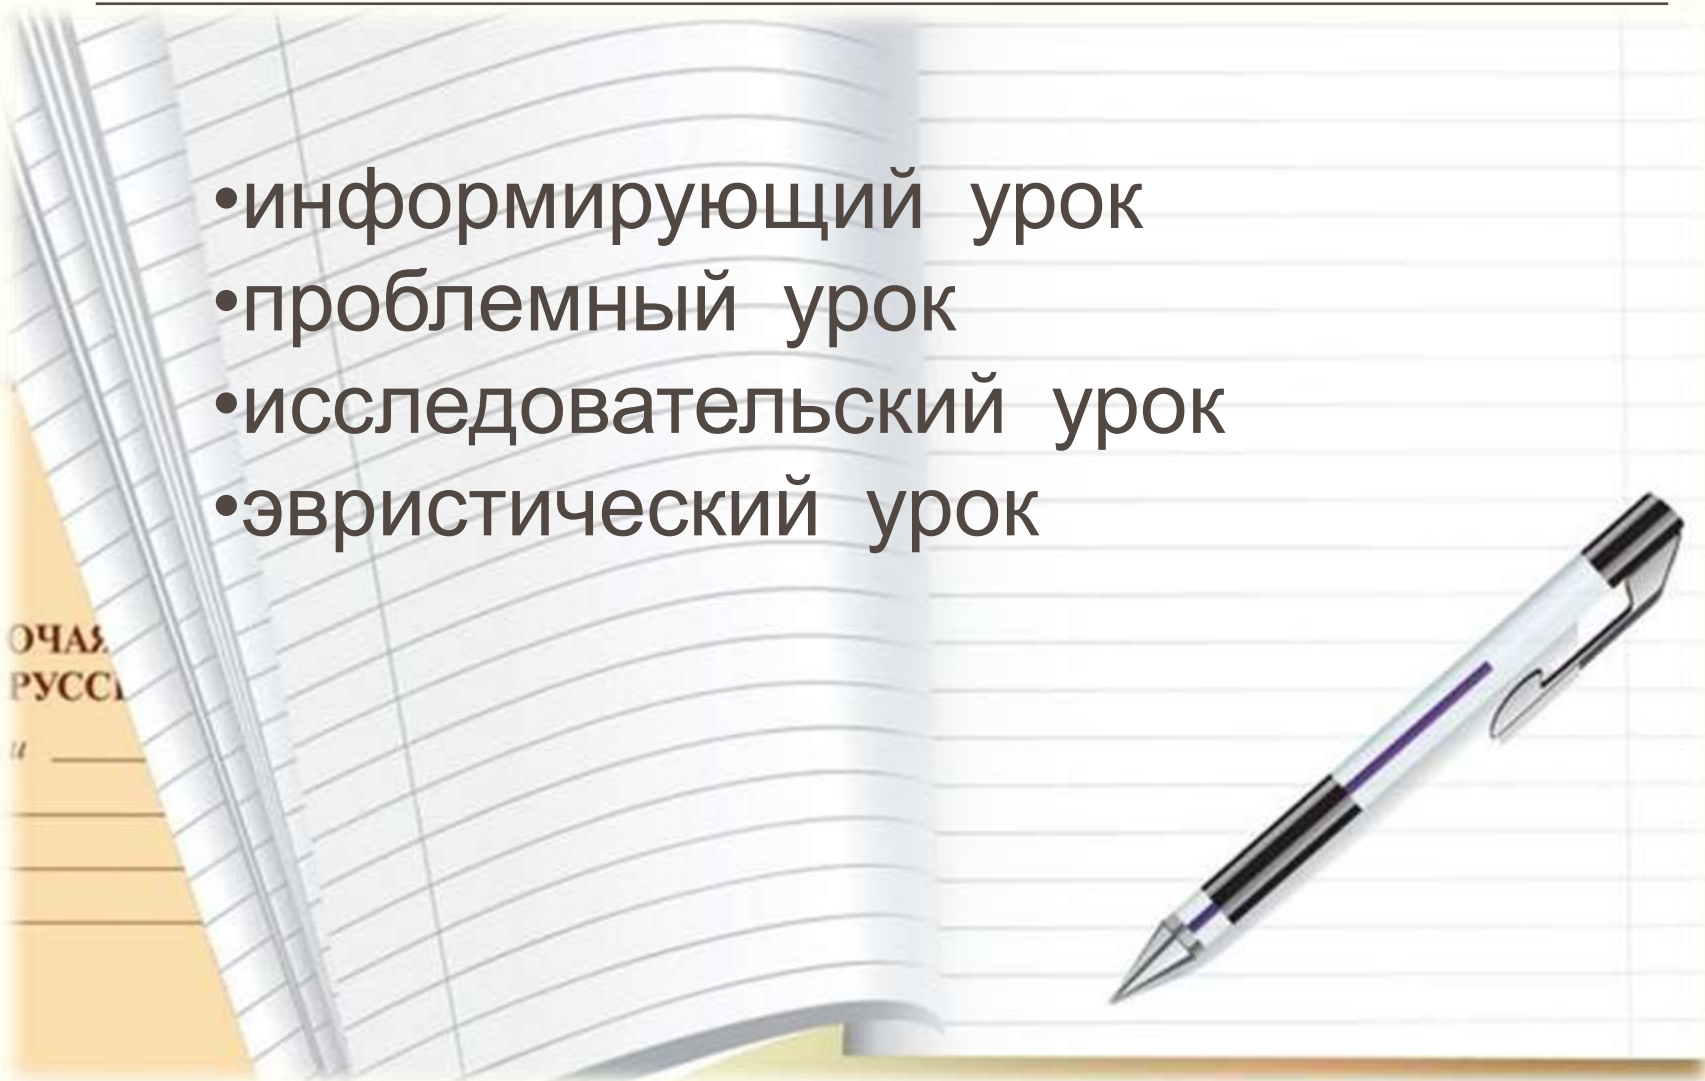 •информирующий урок
•проблемный урок
•исследовательский урок
•эвристический урок